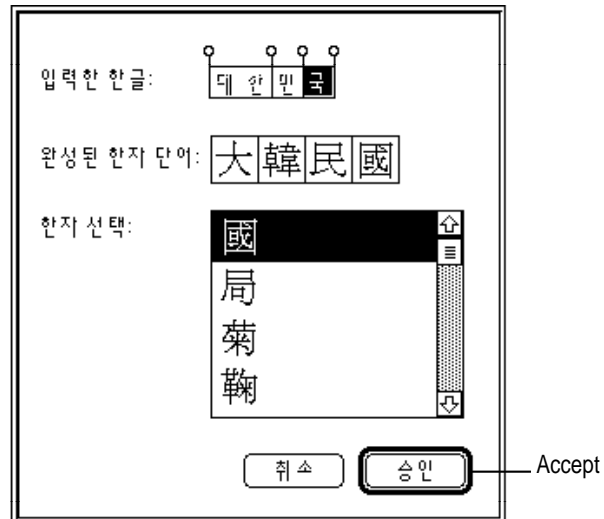 입력한 한글: 대한민국
완성된 한자 단어: 大韓民國
한자 선택: 國
局
菊
鞠
취소 승인 Accept